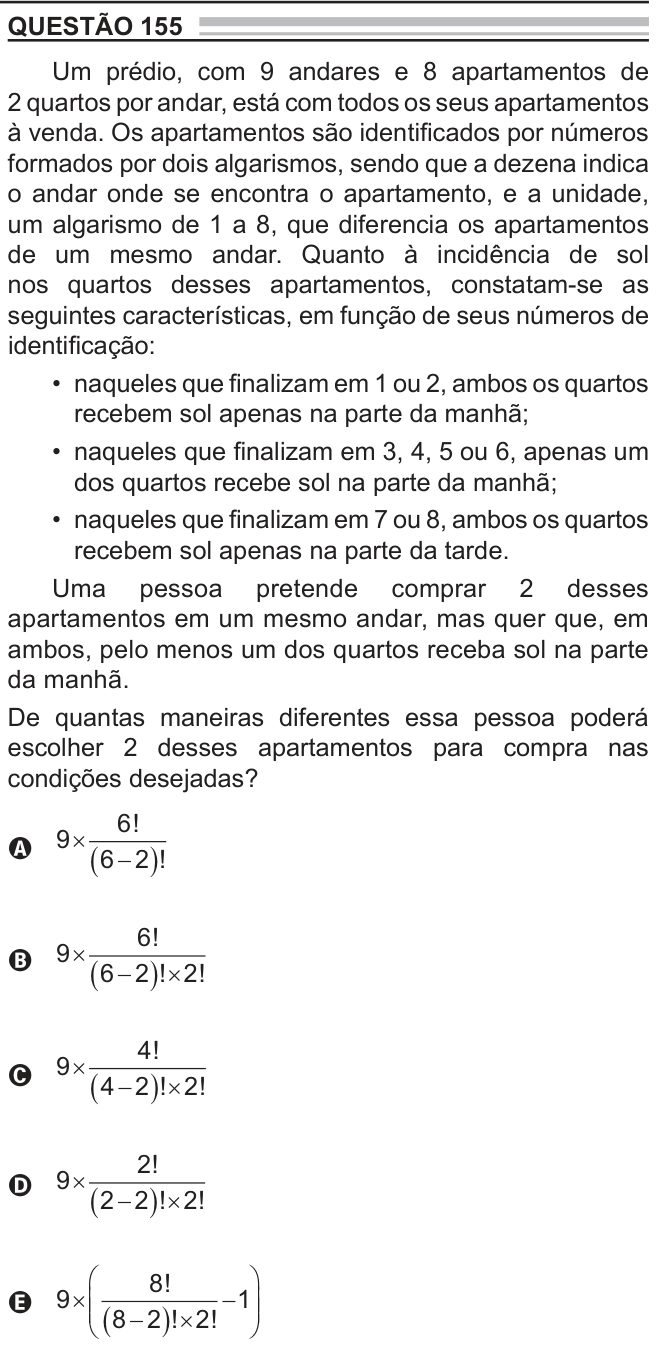 QUESTÃO 155
Um prédio, com 9 andares e 8 apartamentos de
2 quartos por andar, está com todos os seus apartamentos
à venda. Os apartamentos são identificados por números
formados por dois algarismos, sendo que a dezena indica
o andar onde se encontra o apartamento, e a unidade,
um algarismo de 1 a 8, que diferencia os apartamentos
de um mesmo andar. Quanto à incidência de sol
nos quartos desses apartamentos, constatam-se as
seguintes características, em função de seus números de
identificação:
• naqueles que finalizam em 1 ou 2, ambos os quartos
recebem sol apenas na parte da manhã;
• naqueles que finalizam em 3, 4, 5 ou 6, apenas um
dos quartos recebe sol na parte da manhã;
• naqueles que finalizam em 7 ou 8, ambos os quartos
recebem sol apenas na parte da tarde.
Uma pessoa pretende comprar 2 desses
apartamentos em um mesmo andar, mas quer que, em
ambos, pelo menos um dos quartos receba sol na parte
da manhã.
De quantas maneiras diferentes essa pessoa poderá
escolher 2 desses apartamentos para compra nas
condições desejadas?
A 9×
6!
(6−2)!
B 9×
6!
(6−2)!×2!
C 9×
4!
(4−2)!×2!
D 9×
2!
(2−2)!×2!
E 9×(
8!
(8−2)!×2!
−1)